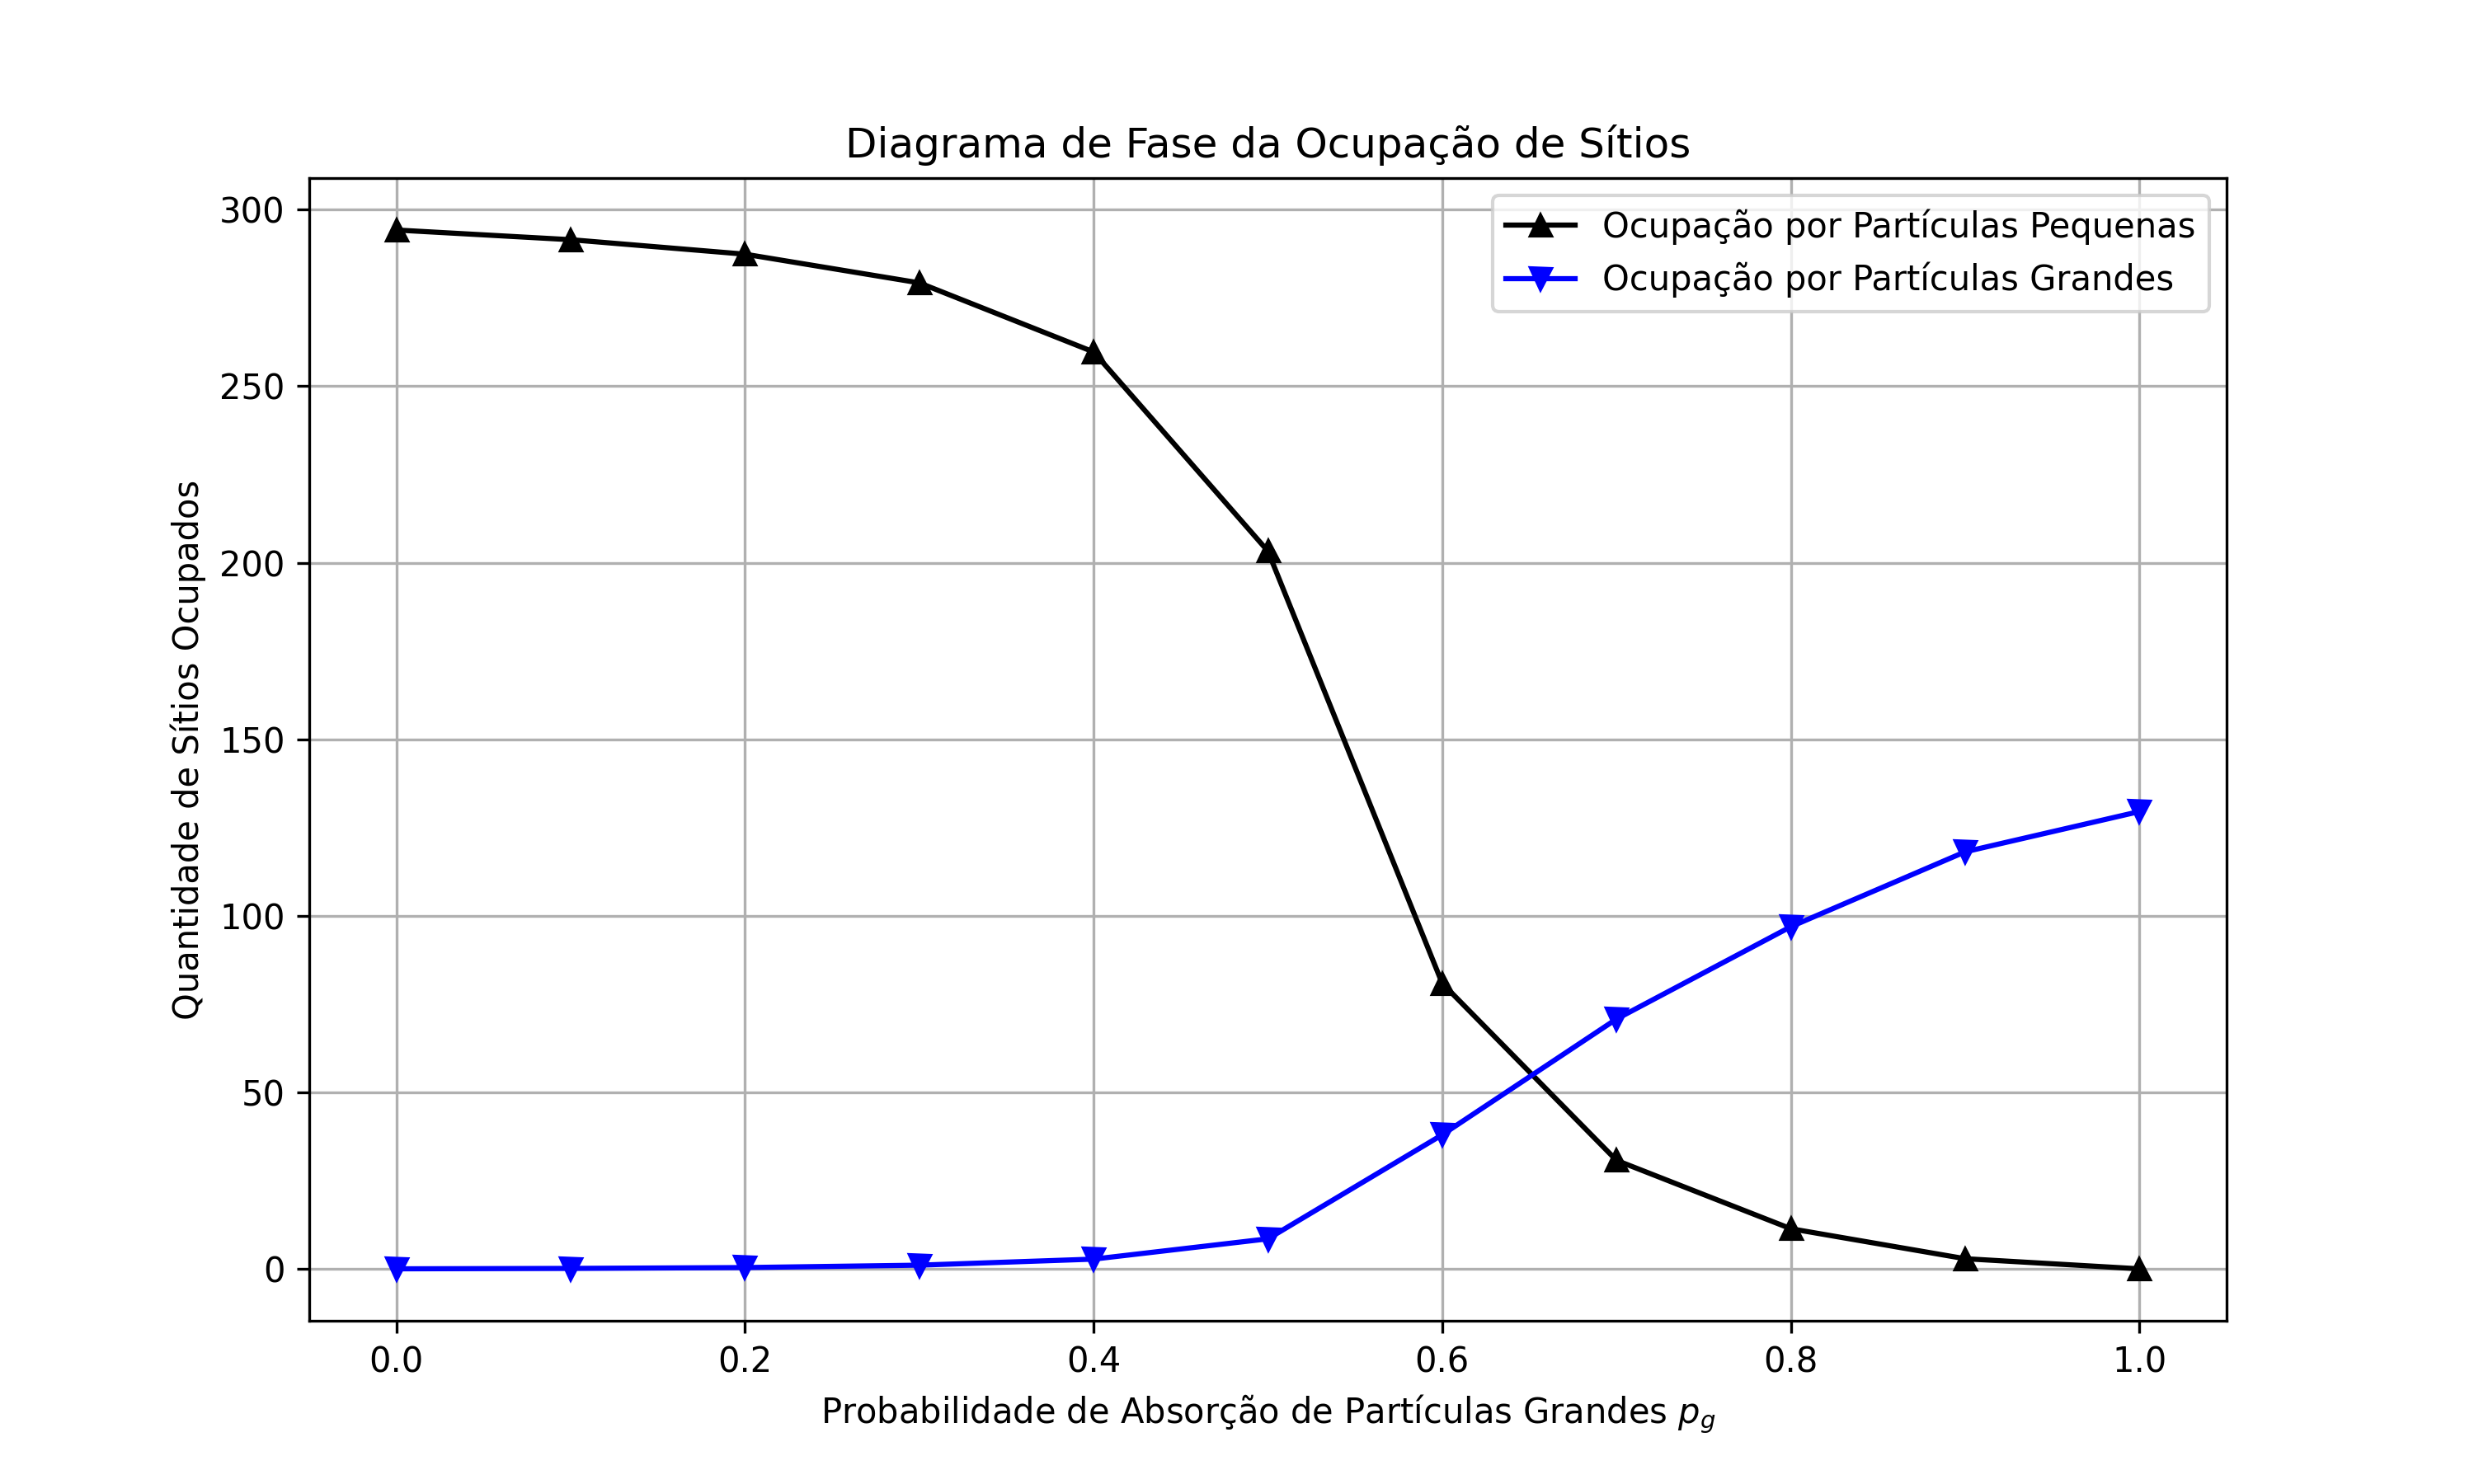 Diagrama de Fase da Ocupação de Sítios
Ocupação por Partículas Pequenas
Ocupação por Partículas Grandes
Quantidade de Sítios Ocupados
300
250
200
150
100
50
0
0.0 0.2 0.4 0.6 0.8 1.0
Probabilidade de Absorção de Partículas Grandes p_g